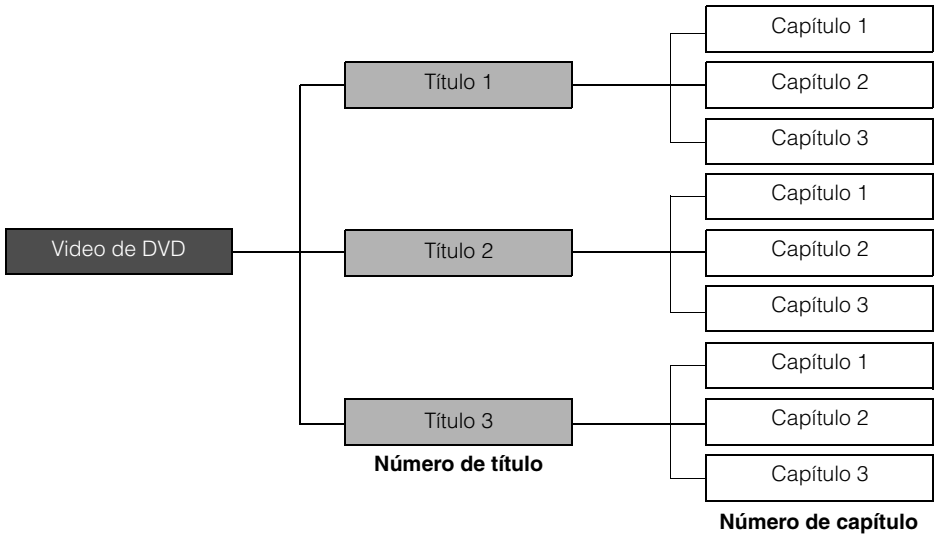 Video de DVD
Título 1
Capítulo 1
Capítulo 2
Capítulo 3
Título 2
Capítulo 1
Capítulo 2
Capítulo 3
Título 3
Capítulo 1
Capítulo 2
Capítulo 3
Número de título
Número de capítulo